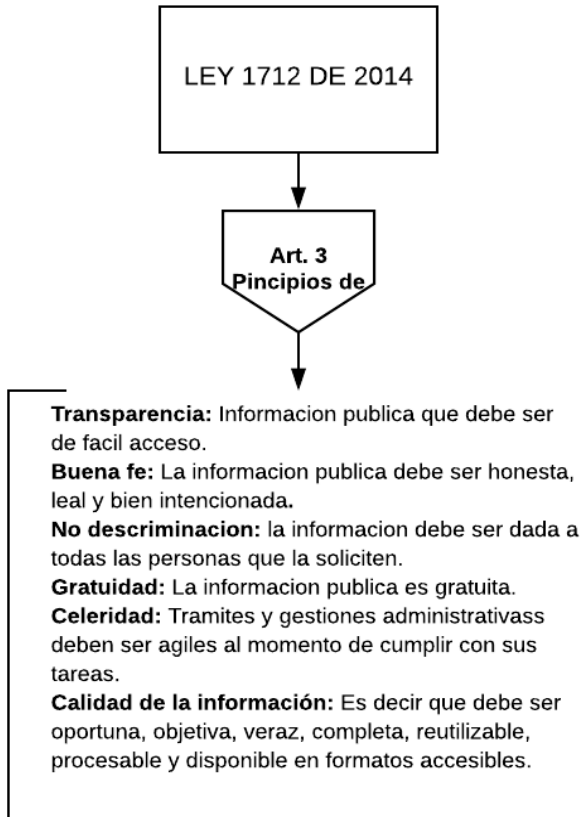 LEY 1712 DE 2014
Art. 3
Pincipios de
Transparencia: Informacion publica que debe ser
de facil acceso.
Buena fe: La informacion publica debe ser honesta,
leal y bien intencionada.
No descriminacion: la informacion debe ser dada a
todas las personas que la soliciten.
Gratuidad: La informacion publica es gratuita.
Celeridad: Tramites y gestiones administrativass
deben ser agiles al momento de cumplir con sus
tareas.
Calidad de la información: Es decir que debe ser
oportuna, objetiva, veraz, completa, reutilizable,
procesable y disponible en formatos accesibles.